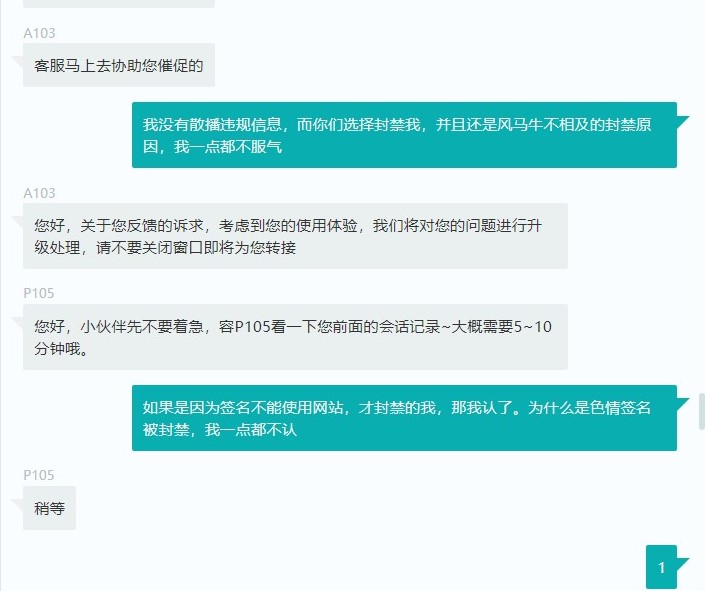 A103
客服马上去协助您催促的
我没有散播违规信息，而你们选择封禁我，并且还是风马牛不相及的封禁原
因，我一点都不服气
A103
您好，关于您反馈的诉求，考虑到您的使用体验，我们将对您的问题进行升
级处理，请不要关闭窗口即将为您转接
P105
您好，小伙伴先不要着急，容P105看一下您前面的会话记录~大概需要5~10
分钟哦。
如果是因为签名不能使用网站，才封禁的我，那我认了。为什么是色情签名
被封禁，我一点都不认
P105
稍等
1